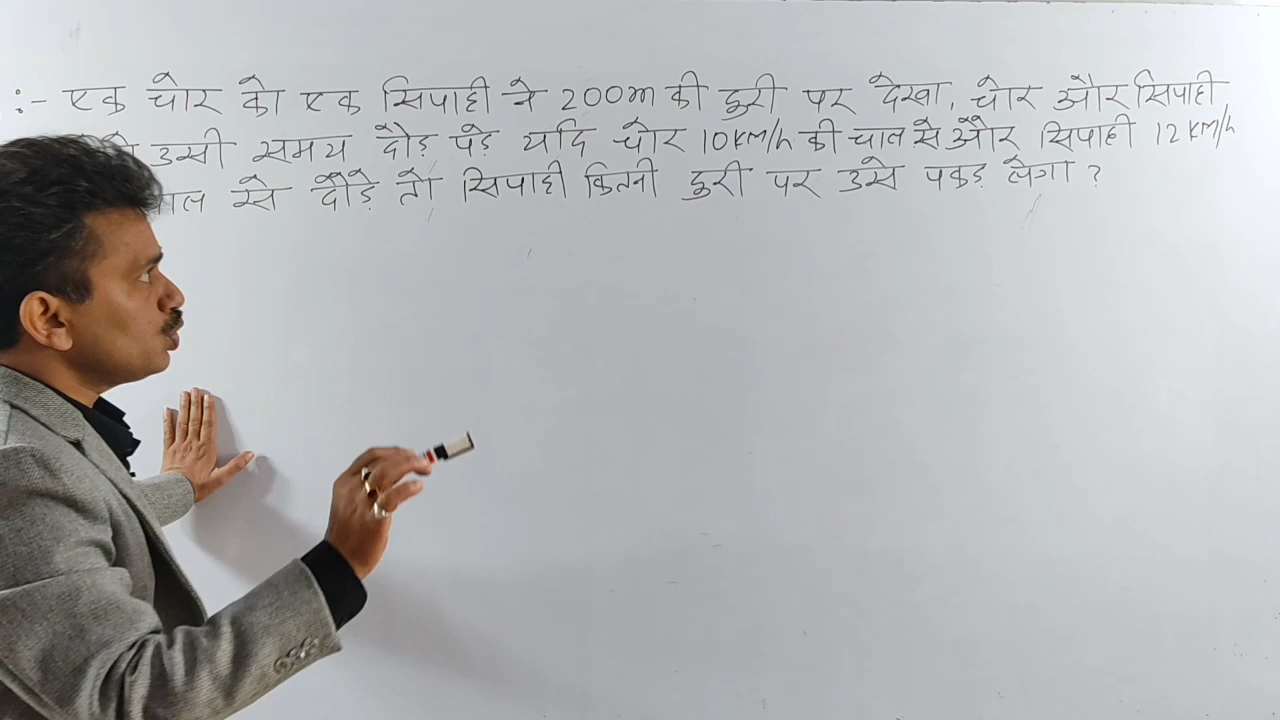 :- एक चोर को एक सिपाही ने 200m की दुरी पर देखा, चोर और सिपाही
उसी समय दौड़ पड़े यदि चोर 10KM/h की चाल से और सिपाही 12KM/h
से दौड़े तो सिपाही कितनी दुरी पर उसे पकड़ लेगा ?